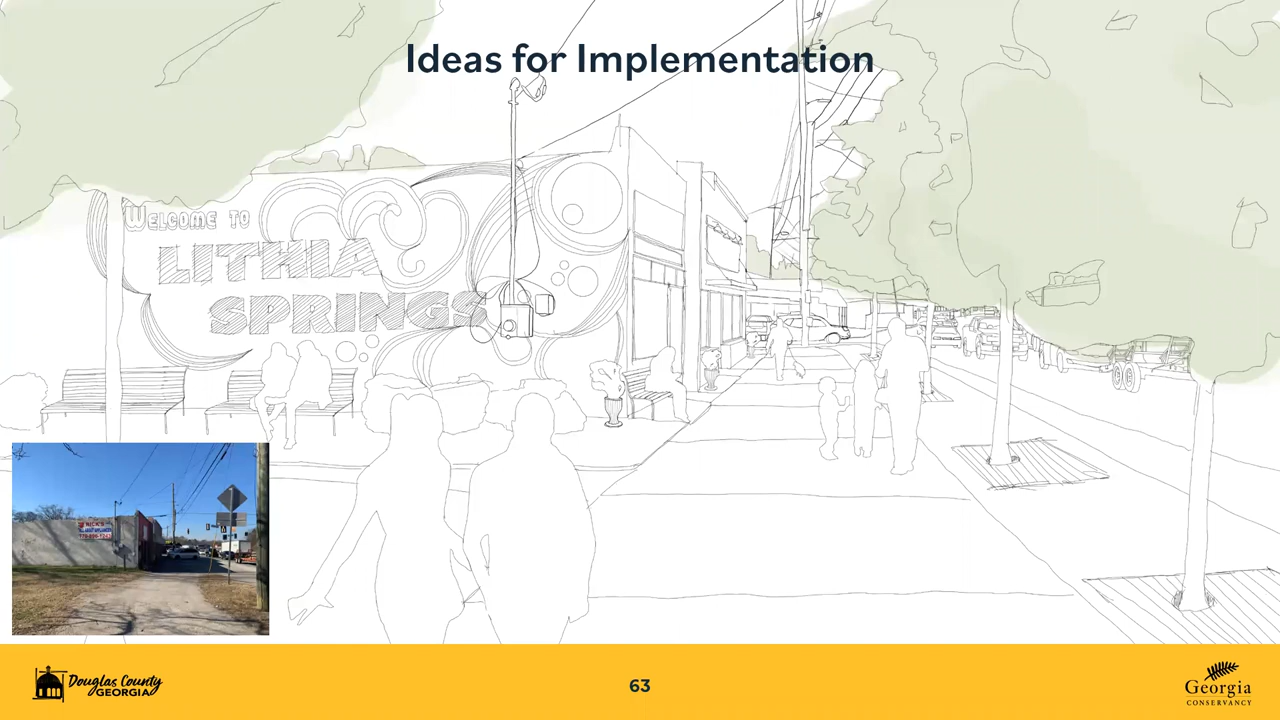 Ideas for Implementation
WELCOME TO
LITHIA
SPRINGS
Douglas County
GEORGIA
63
Georgia
CONSERVANCY